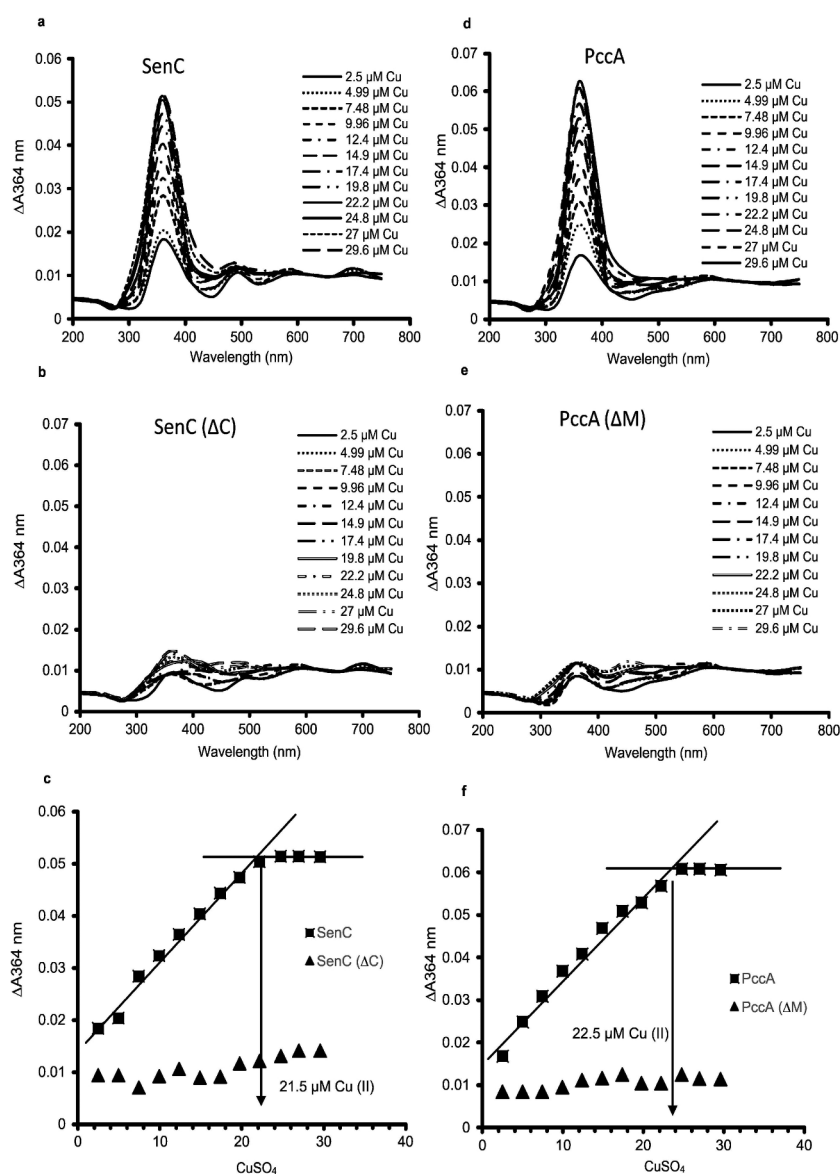 a
SenC
0.06
0.05
0.04
0.03
0.02
0.01
0
ΔA364 nm
200 300 400 500 600 700 800
Wavelength (nm)
2.5 µM Cu
4.99 µM Cu
7.48 µM Cu
9.96 µM Cu
12.4 µM Cu
14.9 µM Cu
17.4 µM Cu
19.8 µM Cu
22.2 µM Cu
24.8 µM Cu
27 µM Cu
29.6 µM Cu
d
PccA
0.07
0.06
0.05
0.04
0.03
0.02
0.01
0
ΔA364 nm
200 300 400 500 600 700 800
Wavelength (nm)
2.5 µM Cu
4.99 µM Cu
7.48 µM Cu
9.96 µM Cu
12.4 µM Cu
14.9 µM Cu
17.4 µM Cu
19.8 µM Cu
22.2 µM Cu
24.8 µM Cu
27 µM Cu
29.6 µM Cu
b
SenC (ΔC)
0.07
0.06
0.05
0.04
0.03
0.02
0.01
0
ΔA364 nm
200 300 400 500 600 700 800
Wavelength (nm)
2.5 µM Cu
4.99 µM Cu
7.48 µM Cu
9.96 µM Cu
12.4 µM Cu
14.9 µM Cu
17.4 µM Cu
19.8 µM Cu
22.2 µM Cu
24.8 µM Cu
27 µM Cu
29.6 µM Cu
e
PccA (ΔM)
0.07
0.06
0.05
0.04
0.03
0.02
0.01
0
ΔA364 nm
200 300 400 500 600 700 800
Wavelength (nm)
2.5 µM Cu
4.99 µM Cu
7.48 µM Cu
9.96 µM Cu
12.4 µM Cu
14.9 µM Cu
17.4 µM Cu
19.8 µM Cu
22.2 µM Cu
24.8 µM Cu
27 µM Cu
29.6 µM Cu
c
0.06
0.05
0.04
0.03
0.02
0.01
0
ΔA364 nm
SenC
SenC (ΔC)
21.5 µM Cu (II)
0 10 20 30 40
CuSO₄
f
0.07
0.06
0.05
0.04
0.03
0.02
0.01
0
ΔA364 nm
PccA
PccA (ΔM)
22.5 µM Cu (II)
0 10 20 30 40
CuSO₄